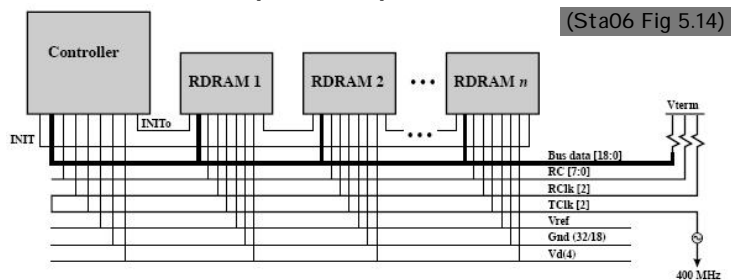 (Sta06 Fig 5.14)
Controller
RDRAM 1
RDRAM 2
• • •
RDRAM n
Vterm
INITo
INIT
• • •
Bus data [18:0]
RC [7:0]
RClk [2]
TClk [2]
Vref
Gnd (32/18)
Vd(4)
400 MHz